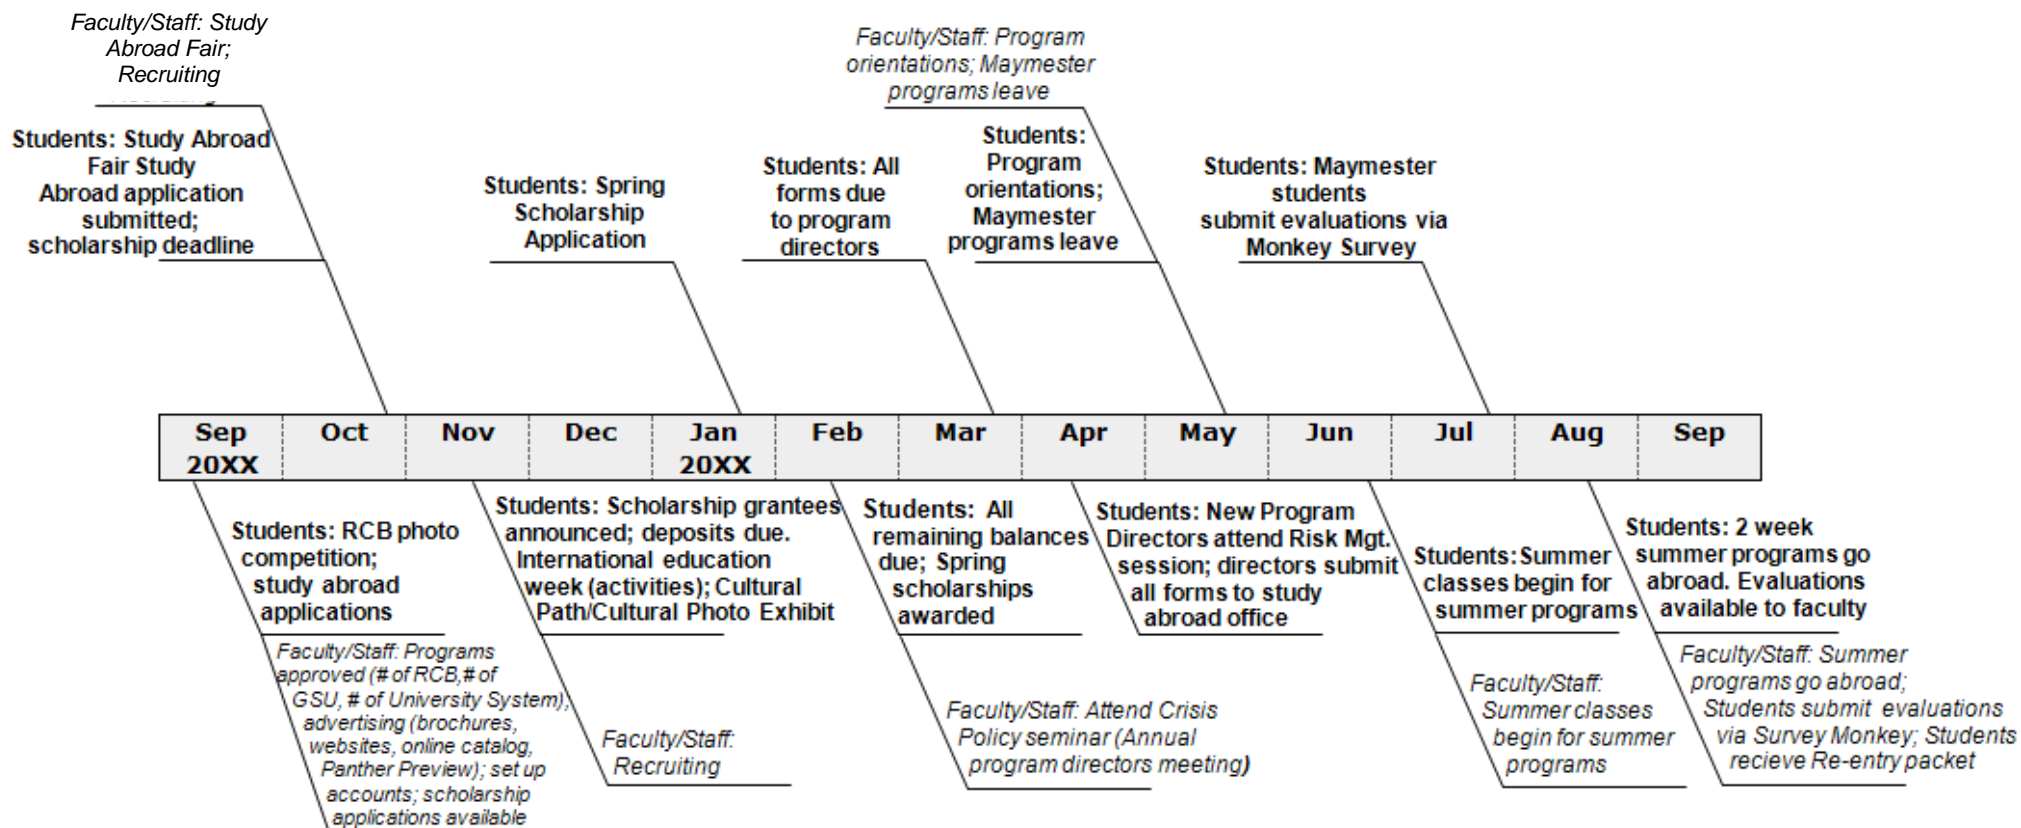 Faculty/Staff: Study
Abroad Fair;
Recruiting
Students: Study Abroad
Fair Study
Abroad application
submitted;
scholarship deadline
Students: Spring
Scholarship
Application
Students: All
forms due
to program
directors
Faculty/Staff: Program
orientations; Maymester
programs leave
Students:
Program
orientations;
Maymester
programs leave
Students: Maymester
students
submit evaluations via
Monkey Survey
Sep
20XX
Oct
Nov
Dec
Jan
20XX
Feb
Mar
Apr
May
Jun
Jul
Aug
Sep
Students: RCB photo
competition;
study abroad
applications
Faculty/Staff: Programs
approved (# of RCB,# of
GSU, # of University System);
advertising (brochures,
websites, online catalog,
Panther Preview); set up
accounts; scholarship
applications available
Students: Scholarship grantees
announced; deposits due.
International education
week (activities); Cultural
Path/Cultural Photo Exhibit
Faculty/Staff:
Recruiting
Students: All
remaining balances
due; Spring
scholarships
awarded
Faculty/Staff: Attend Crisis
Policy seminar (Annual
program directors meeting)
Students: New Program
Directors attend Risk Mgt.
session; directors submit
all forms to study
abroad office
Students: Summer
classes begin for
summer programs
Faculty/Staff:
Summer classes
begin for summer
programs
Students: 2 week
summer programs go
abroad. Evaluations
available to faculty
Faculty/Staff: Summer
programs go abroad;
Students submit evaluations
via Survey Monkey; Students
recieve Re-entry packet